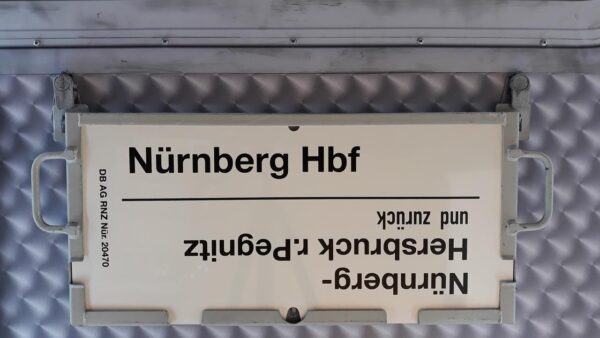 Nürnberg Hbf
Nürnberg-
Hersbruck r.Pegnitz
und zurück
DB AG RNZ Nür. 20470